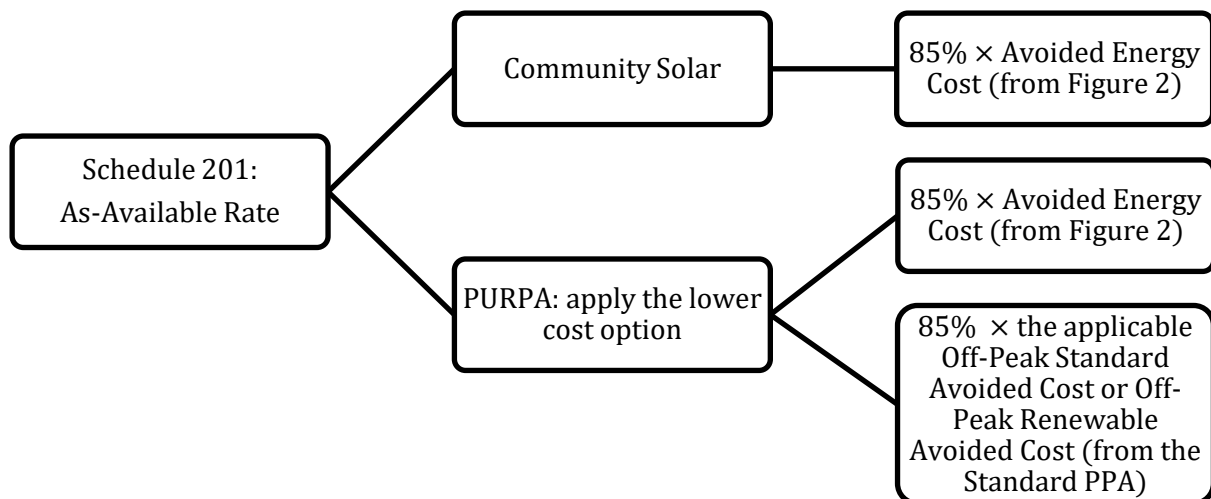 Schedule 201:
As-Available Rate
Community Solar
85% × Avoided Energy
Cost (from Figure 2)
PURPA: apply the lower
cost option
85% × Avoided Energy
Cost (from Figure 2)
85% × the applicable
Off-Peak Standard
Avoided Cost or Off-
Peak Renewable
Avoided Cost (from the
Standard PPA)